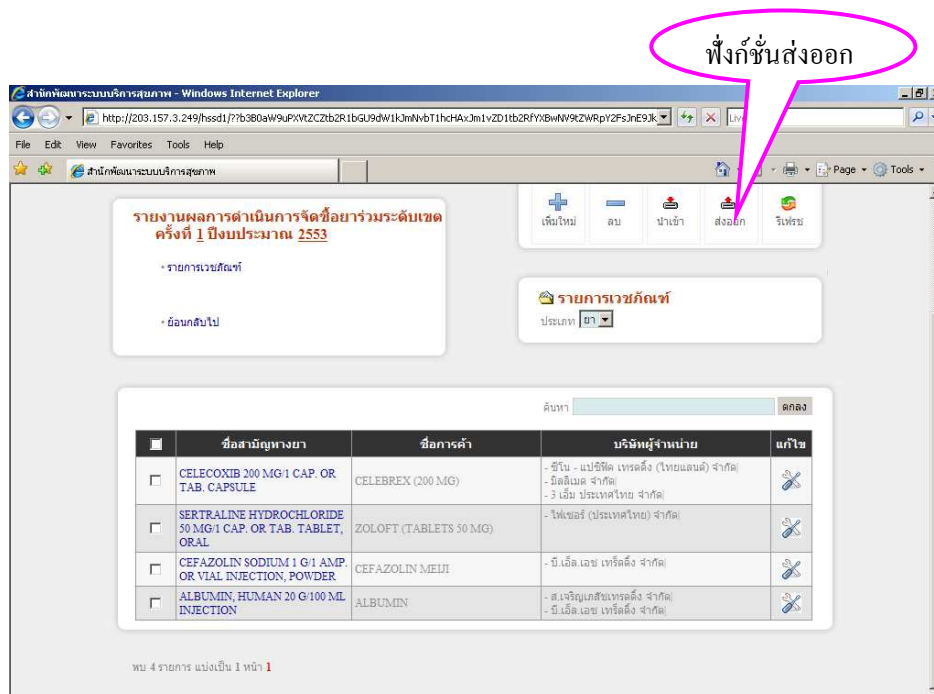 ฟังก์ชั่นส่งออก
สำนักพัฒนาระบบบริการสุขภาพ - Windows Internet Explorer
File Edit View Favorites Tools Help
สำนักพัฒนาระบบบริการสุขภาพ
Page Tools
รายงานผลการดำเนินการจัดซื้อยาร่วมระดับเขต
ครั้งที่ 1 ปีงบประมาณ 2553
รายการเวชภัณฑ์
ย้อนกลับไป
เพิ่มใหม่ ลบ นำเข้า ส่งออก รีเฟรช
รายการเวชภัณฑ์
ประเภท ยา
ค้นหา ตกลง
ชื่อสามัญทางยา ชื่อการค้า บริษัทผู้จำหน่าย แก้ไข
CELECOXIB 200 MG/1 CAP. OR
TAB. CAPSULE
CELEBREX (200 MG)
- ซีโน - แปซิฟิค เทรดดิ้ง (ไทยแลนด์) จำกัด|
- มิลลิเมด จำกัด|
- 3 เอ็ม ประเทศไทย จำกัด|
SERTRALINE HYDROCHLORIDE
50 MG/1 CAP. OR TAB. TABLET,
ORAL
ZOLOFT (TABLETS 50 MG)
- ไฟเซอร์ (ประเทศไทย) จำกัด|
CEFAZOLIN SODIUM 1 G/1 AMP.
OR VIAL INJECTION, POWDER
CEFAZOLIN MEIJI
- บี.เอ็ล.เอช เทร็ดดิ้ง จำกัด|
ALBUMIN, HUMAN 20 G/100 ML
INJECTION
ALBUMIN
- ส.เจริญเภสัชเทรดดิ้ง จำกัด|
- บี.เอ็ล.เอช เทร็ดดิ้ง จำกัด|
พบ 4 รายการ แบ่งเป็น 1 หน้า 1